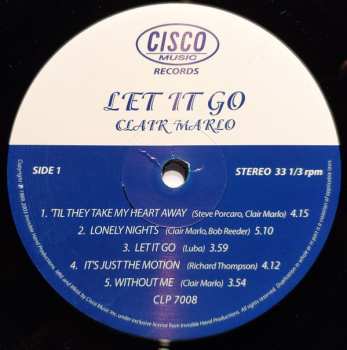 CISCO
MUSIC
RECORDS
LET IT GO
CLAIR MARLO
SIDE 1
STEREO 33 1/3 rpm
1. 'TIL THEY TAKE MY HEART AWAY (Steve Porcaro, Clair Marlo) 4.15
2. LONELY NIGHTS (Clair Marlo, Bob Reeder) 5.10
3. LET IT GO (Luba) 3.59
4. IT'S JUST THE MOTION (Richard Thompson) 4.12
5. WITHOUT ME (Clair Marlo) 3.54
CLP 7008